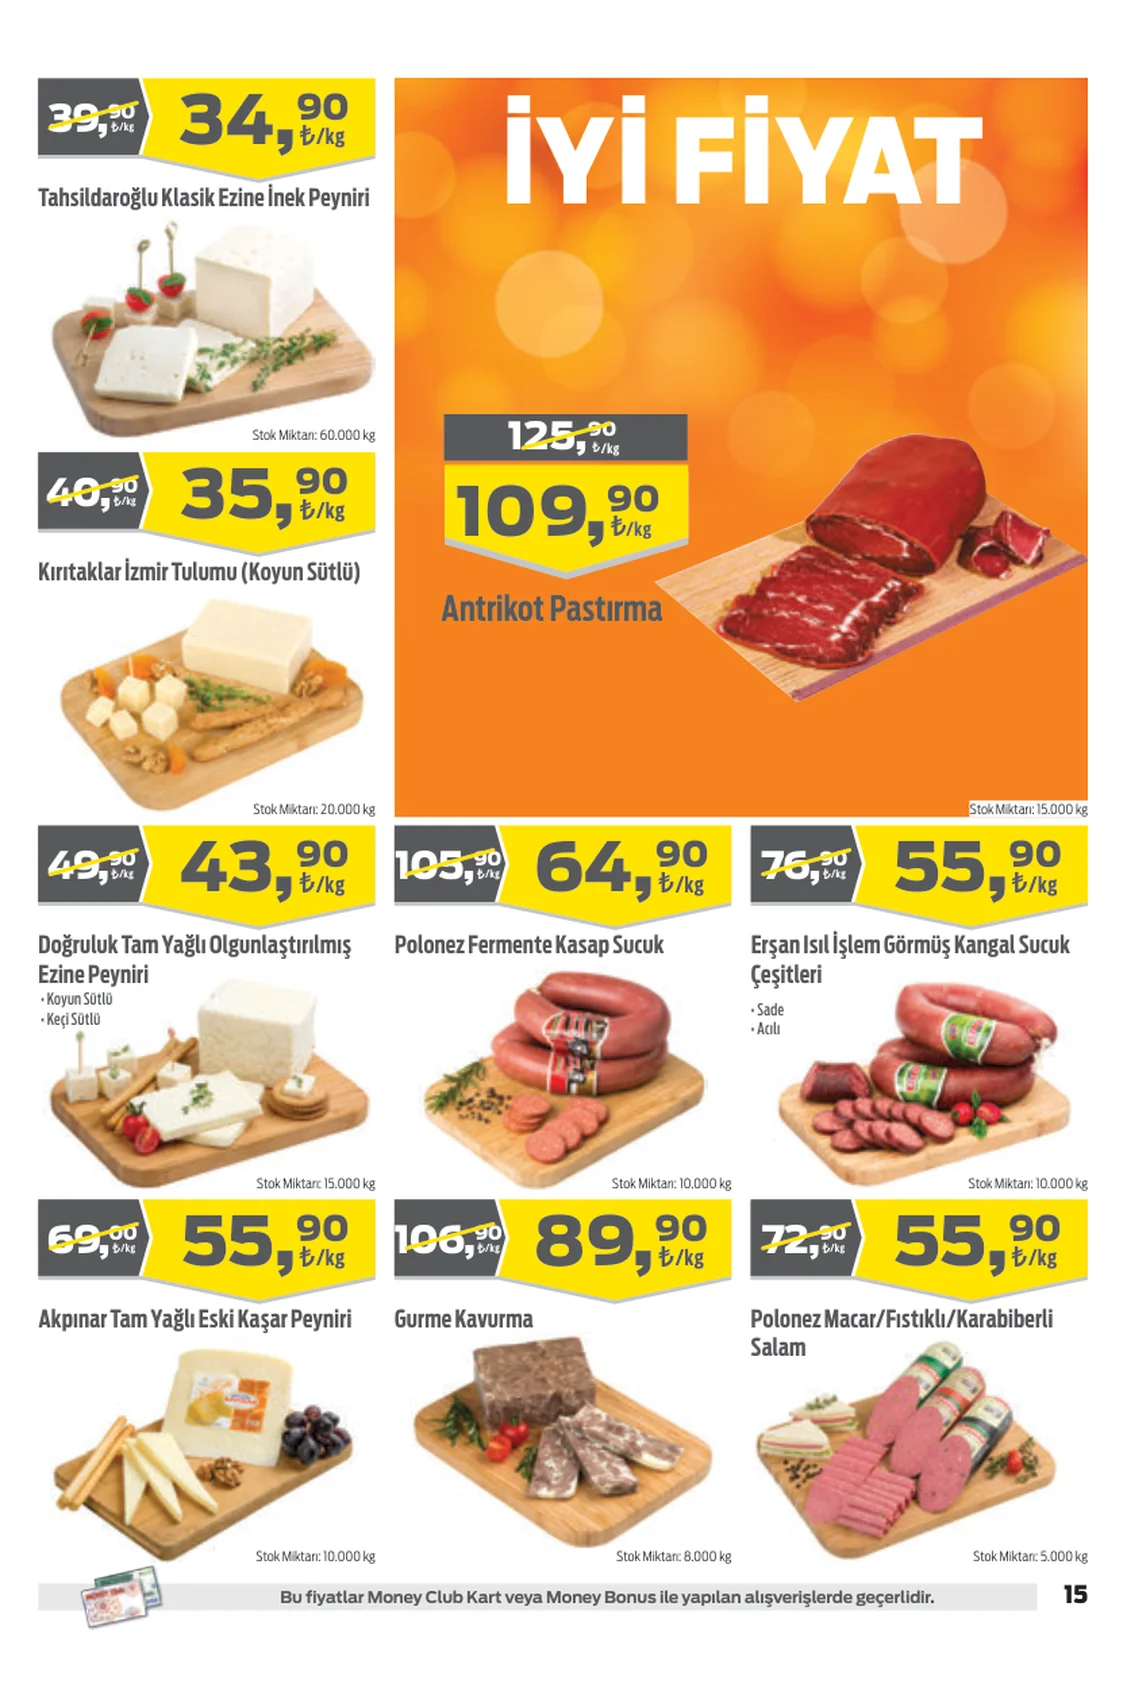 39,90 ₺/kg
34,90 ₺/kg
Tahsildaroğlu Klasik Ezine İnek Peyniri
Stok Miktarı: 60.000 kg
İYİ FİYAT
125,90 ₺/kg
109,90 ₺/kg
Antrikot Pastırma
Stok Miktarı: 15.000 kg
40,90 ₺/kg
35,90 ₺/kg
Kırıtaklar İzmir Tulumu (Koyun Sütlü)
Stok Miktarı: 20.000 kg
49,90 ₺/kg
43,90 ₺/kg
Doğruluk Tam Yağlı Olgunlaştırılmış
Ezine Peyniri
• Koyun Sütlü
• Keçi Sütlü
Stok Miktarı: 15.000 kg
105,90 ₺/kg
64,90 ₺/kg
Polonez Fermente Kasap Sucuk
Stok Miktarı: 10.000 kg
76,90 ₺/kg
55,90 ₺/kg
Erşan Isıl İşlem Görmüş Kangal Sucuk
Çeşitleri
• Sade
• Acılı
Stok Miktarı: 10.000 kg
69,00 ₺/kg
55,90 ₺/kg
Akpınar Tam Yağlı Eski Kaşar Peyniri
Stok Miktarı: 10.000 kg
106,90 ₺/kg
89,90 ₺/kg
Gurme Kavurma
Stok Miktarı: 8.000 kg
72,90 ₺/kg
55,90 ₺/kg
Polonez Macar/Fıstıklı/Karabiberli
Salam
Stok Miktarı: 5.000 kg
Bu fiyatlar Money Club Kart veya Money Bonus ile yapılan alışverişlerde geçerlidir.
15